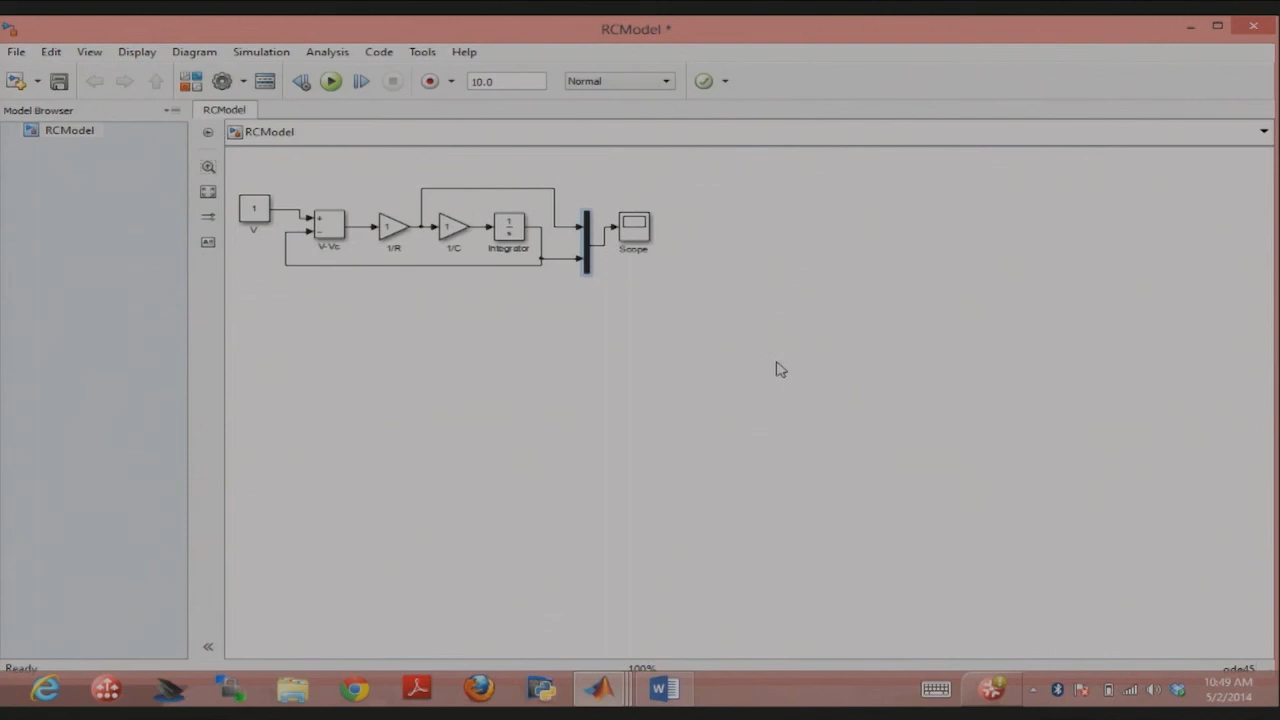 RCModel *
File Edit View Display Diagram Simulation Analysis Code Tools Help
10.0 Normal
Model Browser RCModel
RCModel RCModel
1
V
+
−
V-Vc
1
1/R
1
1/C
1
s
Integrator
Scope
Ready 100% ode45
10:49 AM
5/2/2014